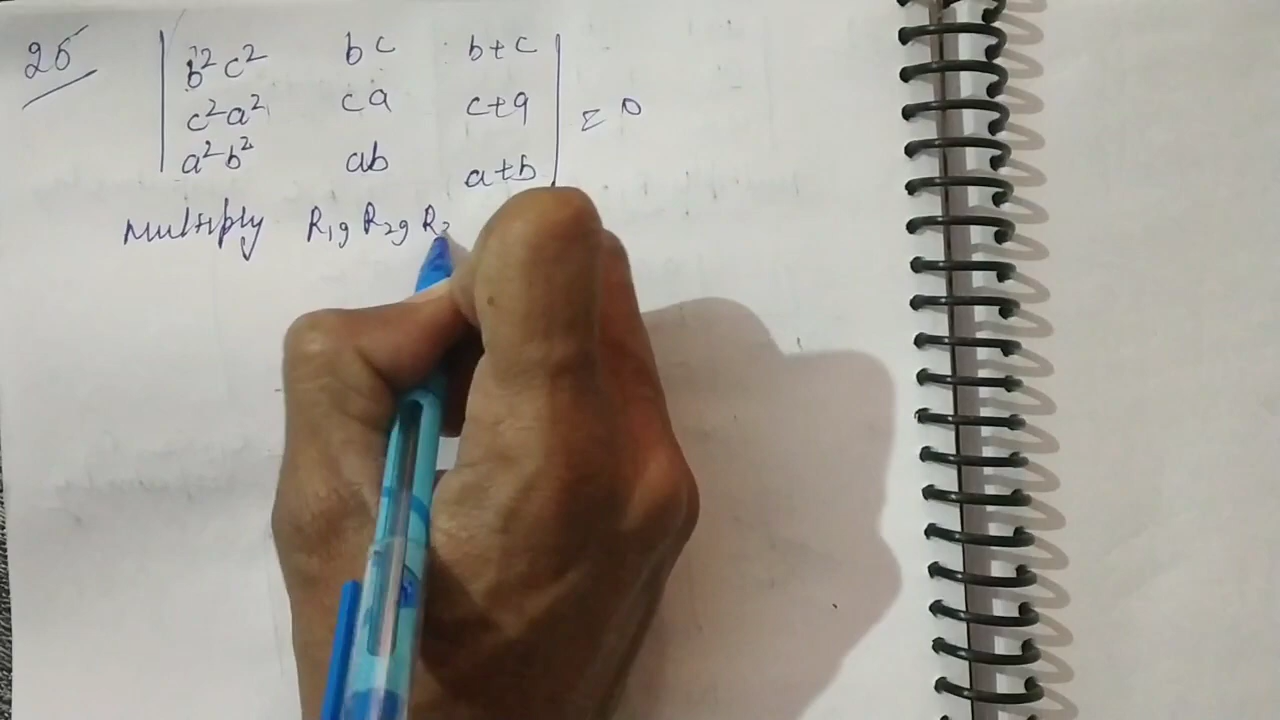 26 | b²c² bc b+c |
| c²a² ca c+a | = 0
| a²b² ab a+b |
Multiply R₁, R₂, R₃